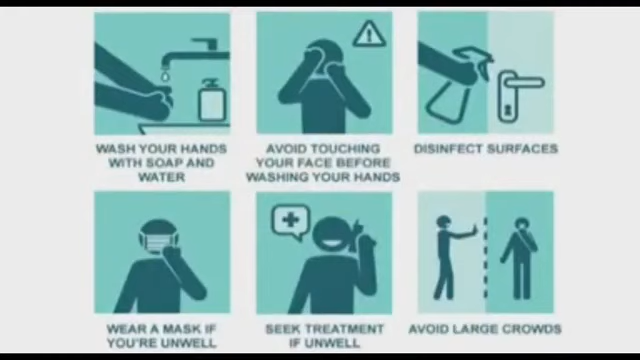 WASH YOUR HANDS
WITH SOAP AND
WATER
AVOID TOUCHING
YOUR FACE BEFORE
WASHING YOUR HANDS
DISINFECT SURFACES
WEAR A MASK IF
YOU'RE UNWELL
SEEK TREATMENT
IF UNWELL
AVOID LARGE CROWDS